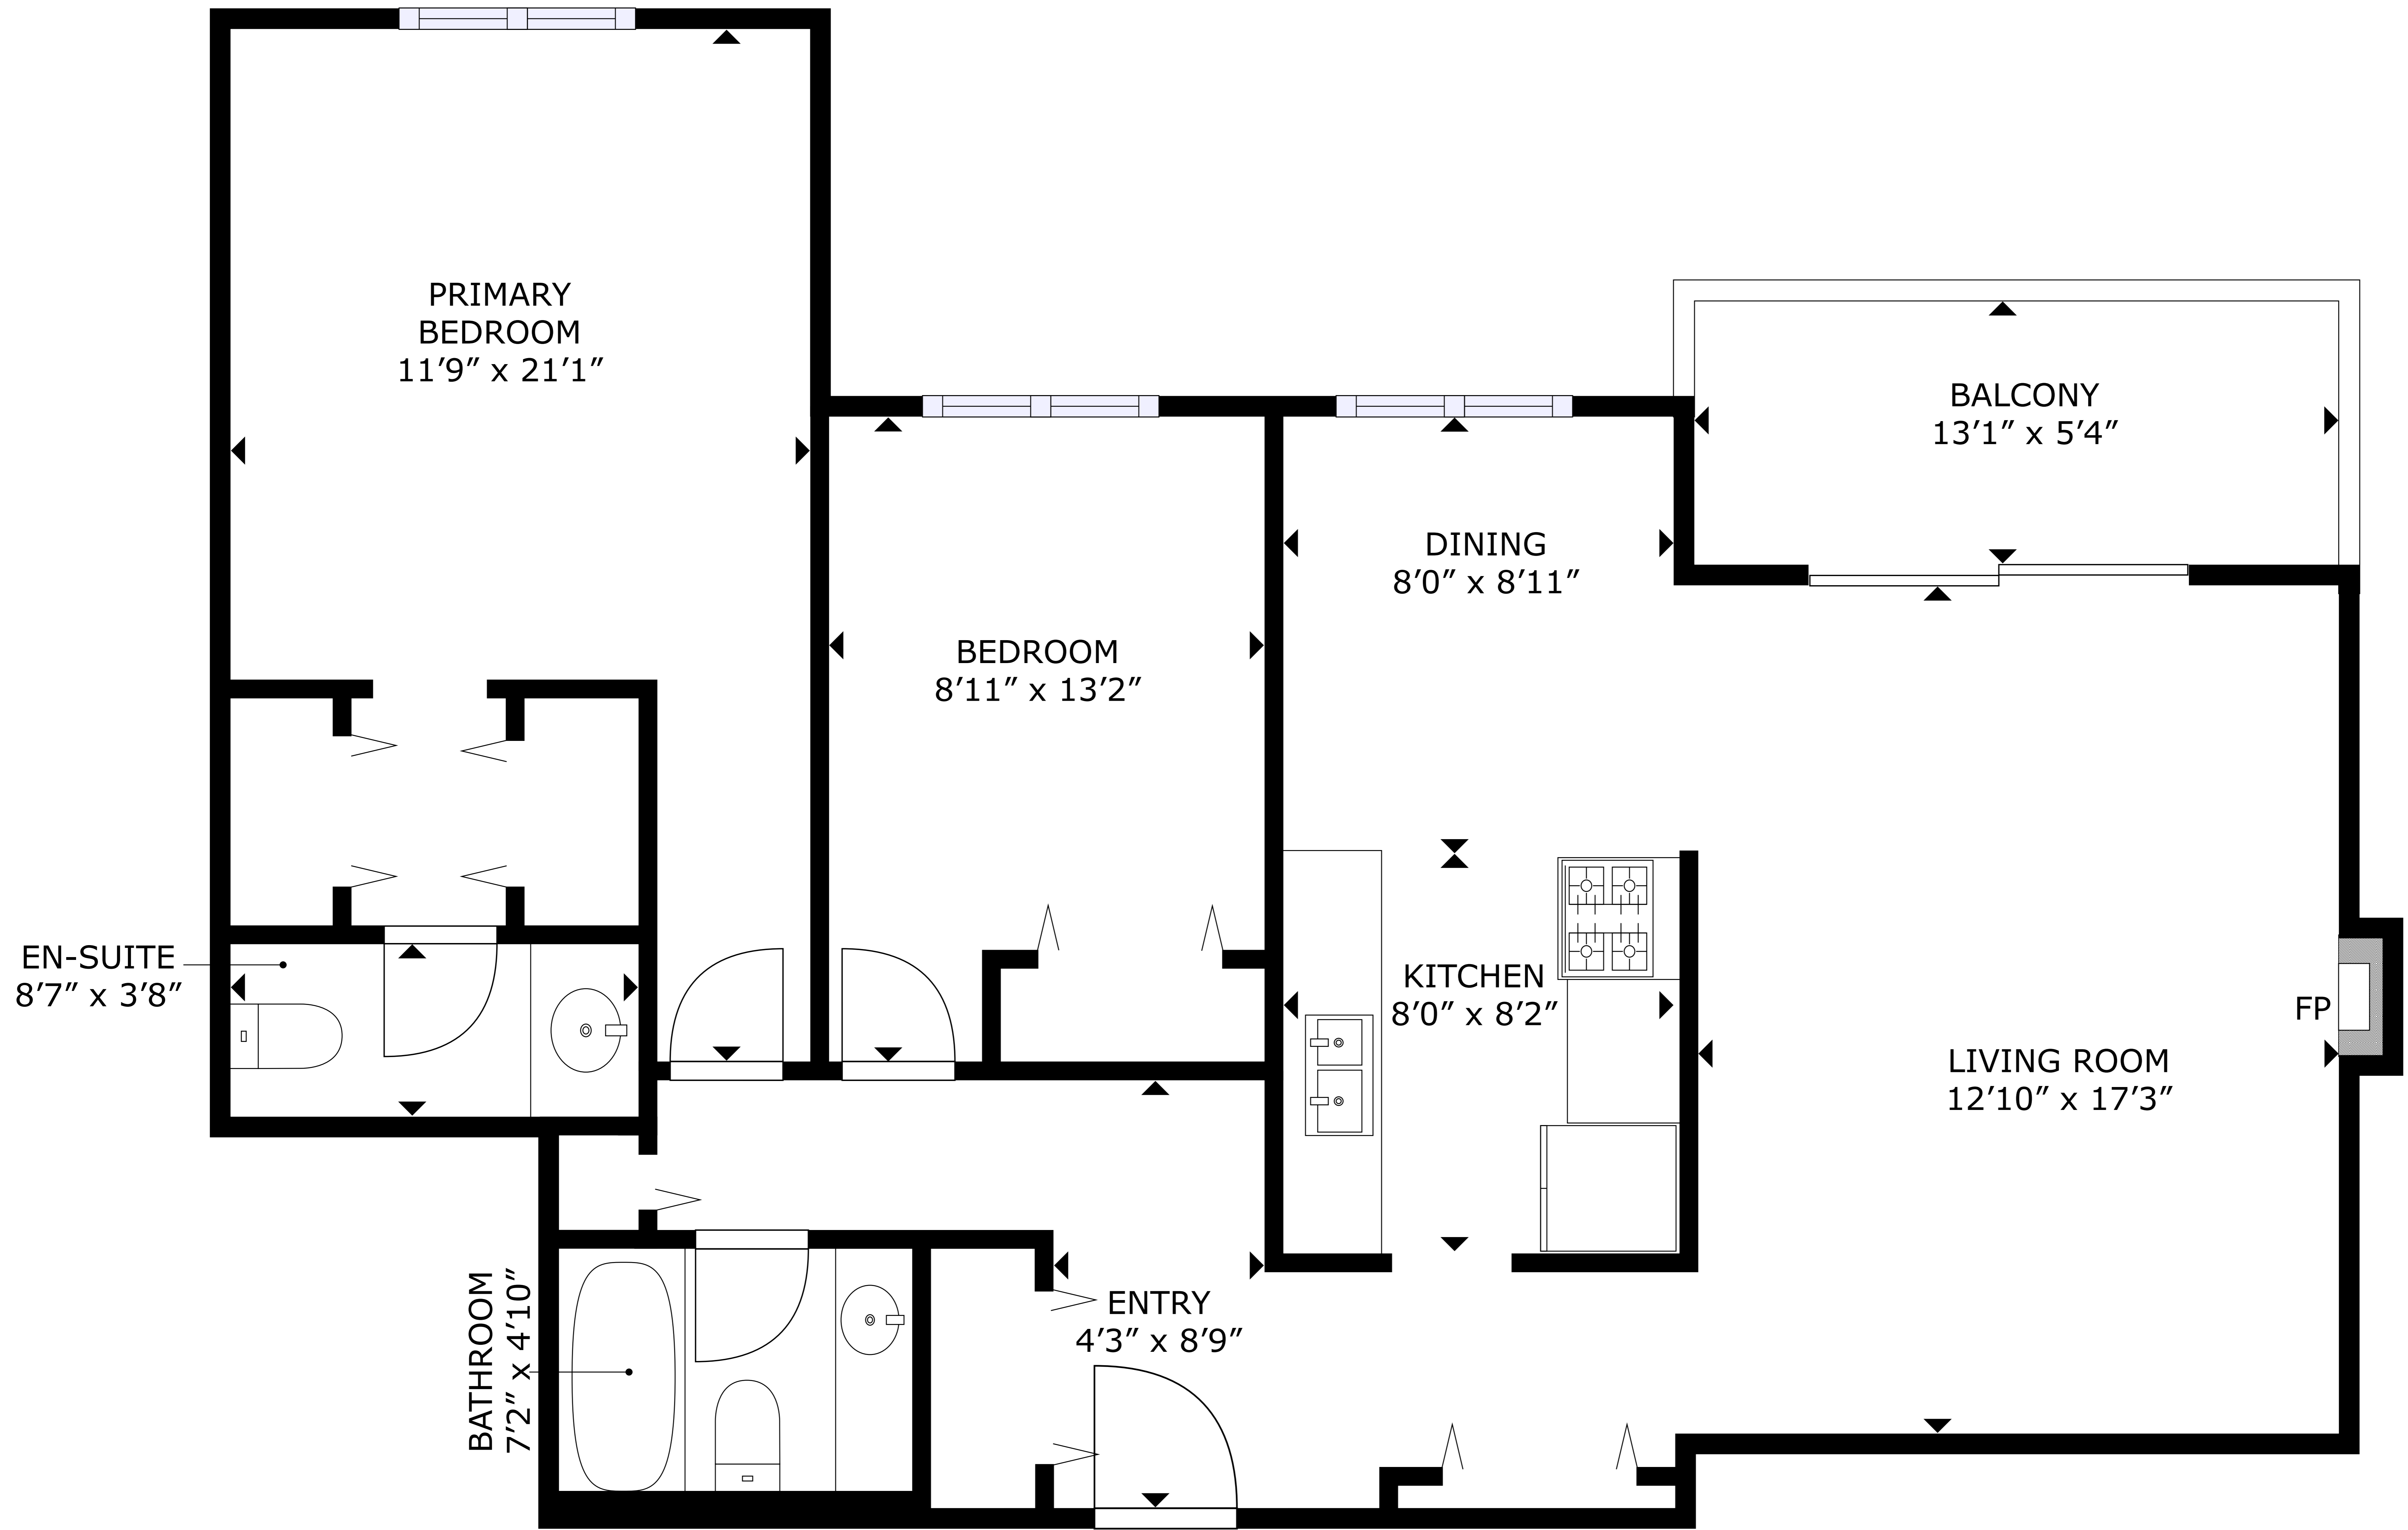 PRIMARY
BEDROOM
11’9” x 21’1”
BALCONY
13’1” x 5’4”
DINING
8’0” x 8’11”
BEDROOM
8’11” x 13’2”
EN-SUITE
8’7” x 3’8”
KITCHEN
8’0” x 8’2”
FP
LIVING ROOM
12’10” x 17’3”
ENTRY
4’3” x 8’9”
BATHROOM
7’2” x 4’10”